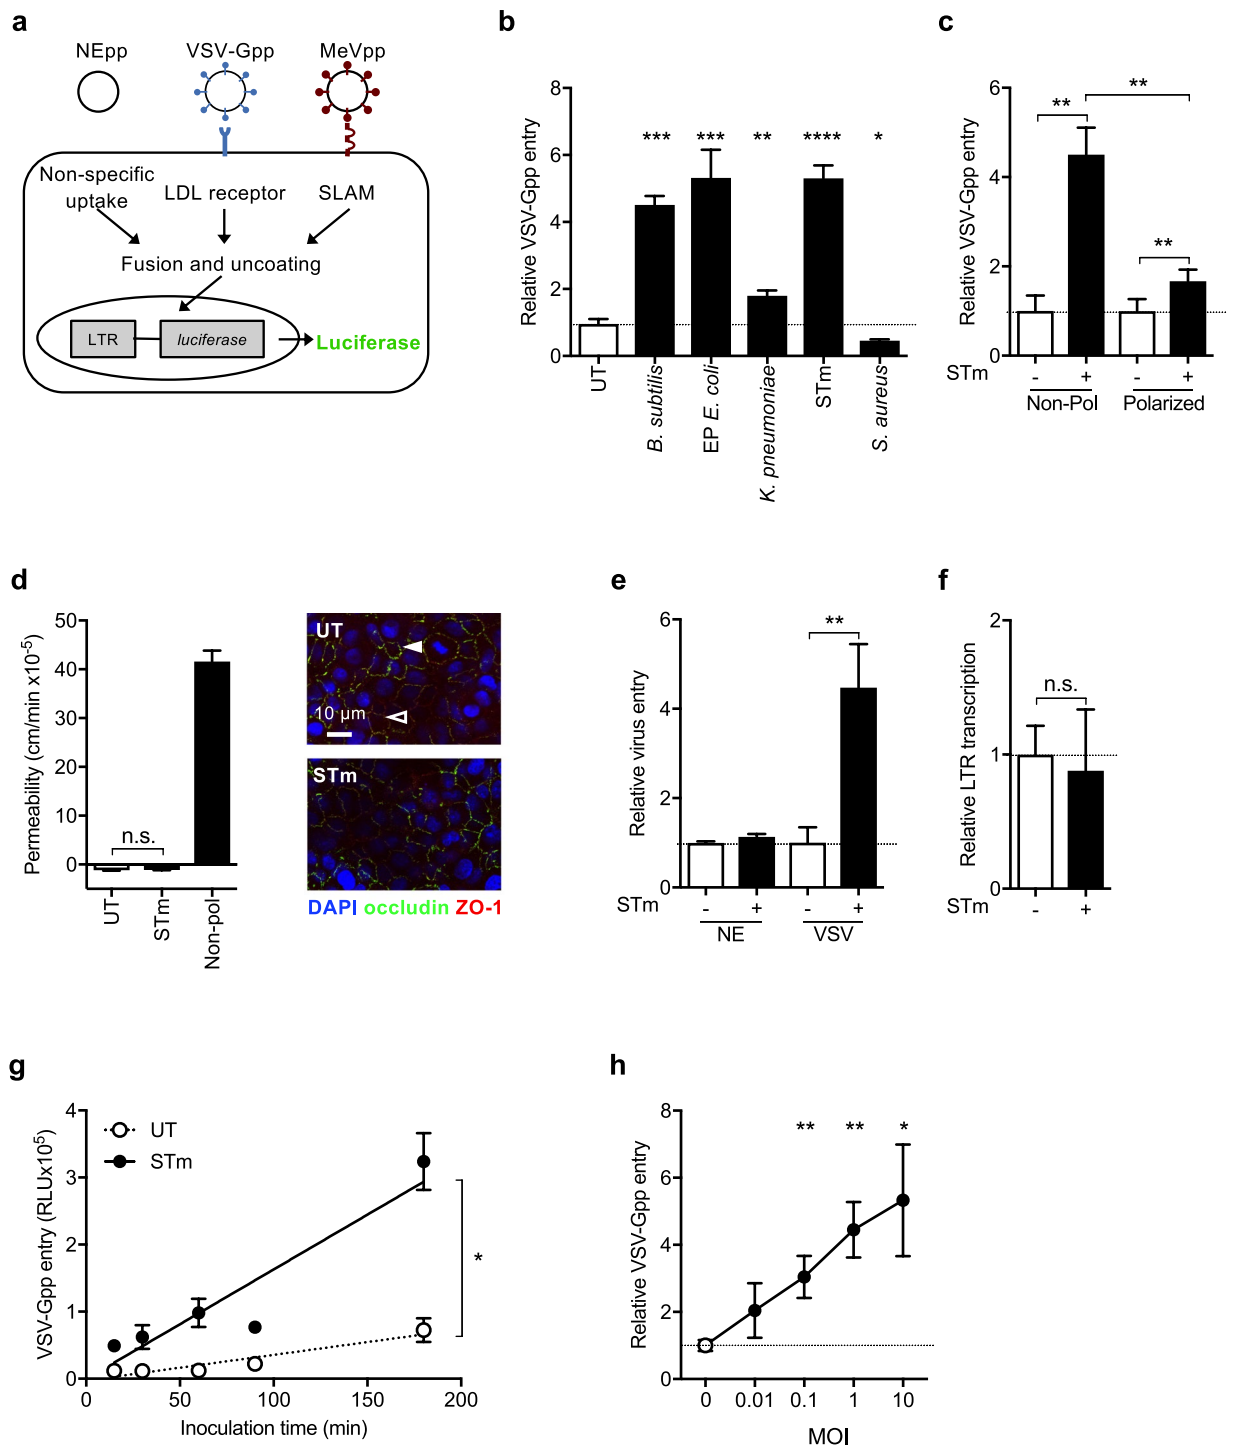 a
NEpp VSV-Gpp MeVpp
Non-specific
uptake
LDL receptor
SLAM
Fusion and uncoating
LTR
luciferase
Luciferase
b
Relative VSV-Gpp entry
8
6
4
2
0
*** *** ** **** *
UT
B. subtilis
EP E. coli
K. pneumoniae
STm
S. aureus
c
Relative VSV-Gpp entry
6
4
2
0
** ** **
STm - + - +
Non-Pol Polarized
d
Permeability (cm/min x10-5)
50
40
30
20
10
0
n.s.
UT
STm
Non-pol
UT
10 µm
STm
DAPI occludin ZO-1
e
Relative virus entry
6
4
2
0
**
STm - + - +
NE VSV
f
Relative LTR transcription
2
1
0
n.s.
STm - +
g
VSV-Gpp entry (RLUx10⁵)
4
3
2
1
0
UT
STm
*
0 50 100 150 200
Inoculation time (min)
h
Relative VSV-Gpp entry
8
6
4
2
0
** ** *
0 0.01 0.1 1 10
MOI